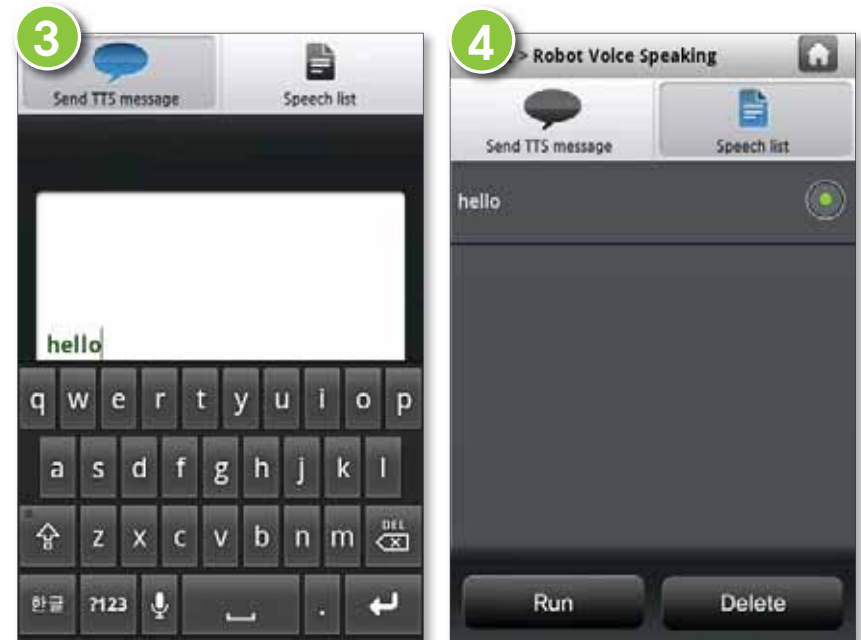 3
Send TTS message Speech list
hello
q w e r t y u i o p
a s d f g h j k l
z x c v b n m DEL
한글 ?123 .
4
> Robot Voice Speaking
Send TTS message Speech list
hello
Run Delete